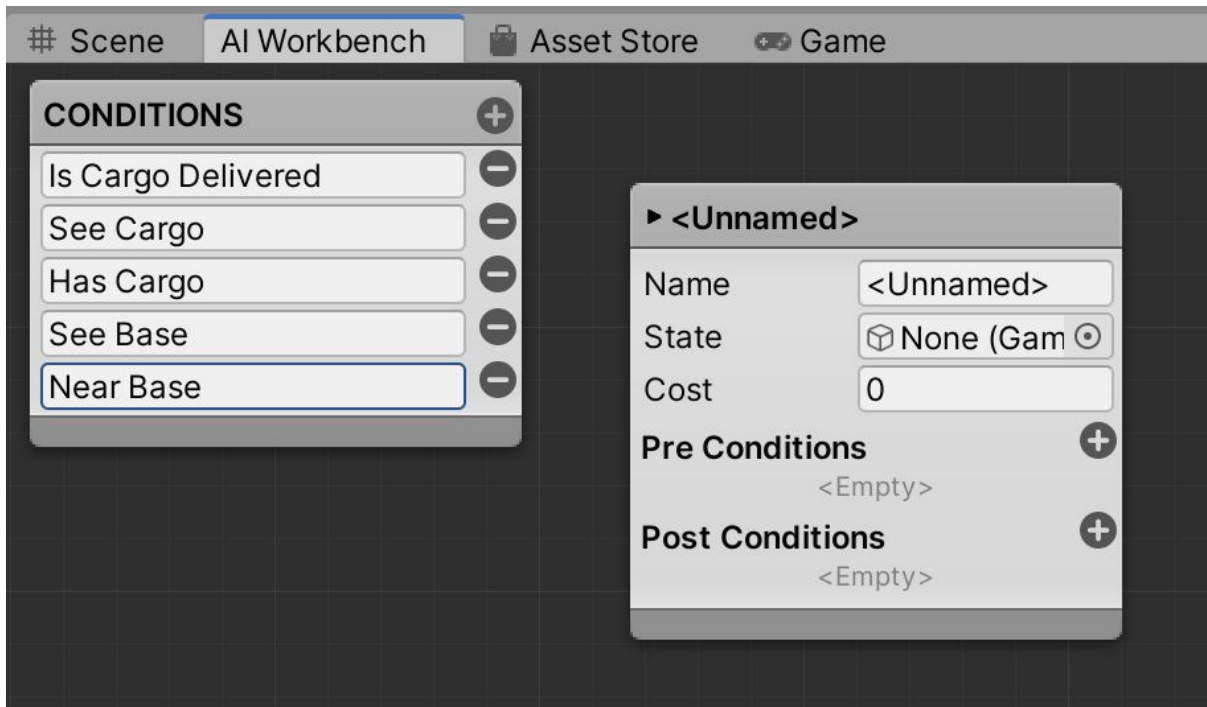 Scene AI Workbench Asset Store Game
CONDITIONS
Is Cargo Delivered
See Cargo
Has Cargo
See Base
Near Base
<Unnamed>
Name <Unnamed>
State None (Gam
Cost 0
Pre Conditions
<Empty>
Post Conditions
<Empty>